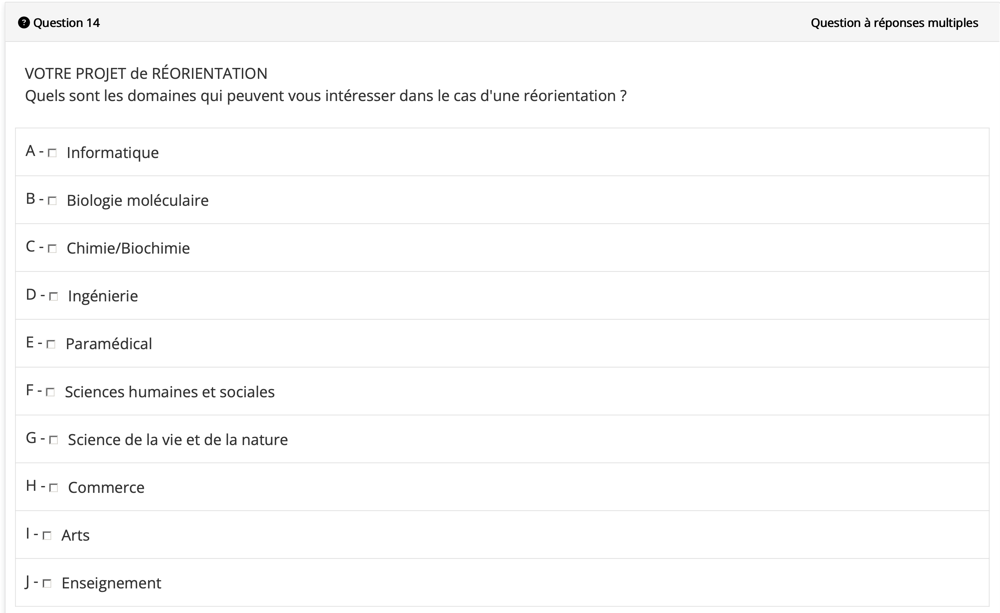 Question 14
Question à réponses multiples
VOTRE PROJET de RÉORIENTATION
Quels sont les domaines qui peuvent vous intéresser dans le cas d'une réorientation ?
A - Informatique
B - Biologie moléculaire
C - Chimie/Biochimie
D - Ingénierie
E - Paramédical
F - Sciences humaines et sociales
G - Science de la vie et de la nature
H - Commerce
I - Arts
J - Enseignement